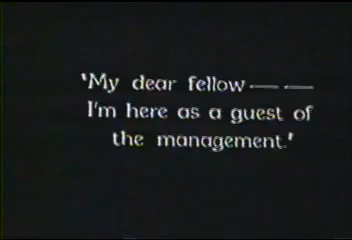 'My dear fellow — —
I'm here as a guest of
the management.'